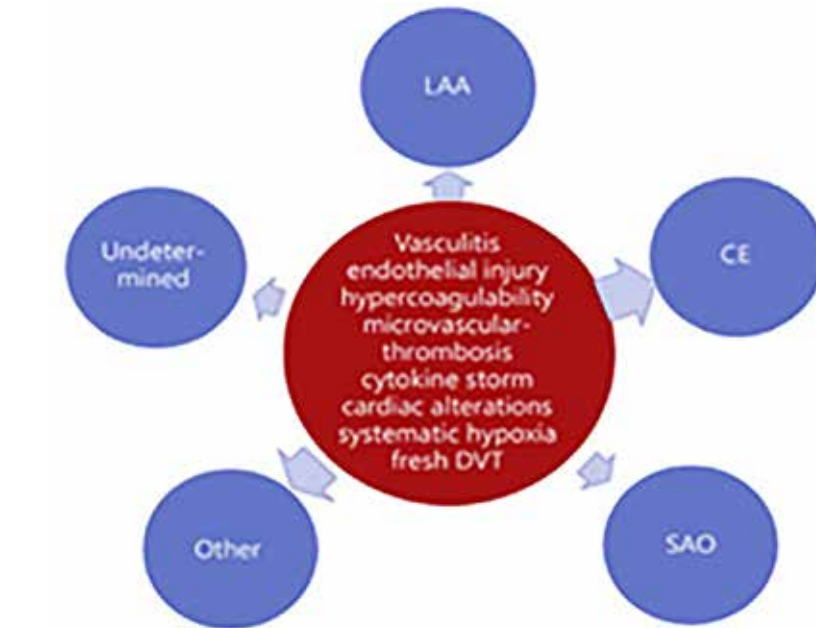 LAA
Undeter-
mined
CE
Vasculitis
endothelial injury
hypercoagulability
microvascular-
thrombosis
cytokine storm
cardiac alterations
systematic hypoxia
fresh DVT
Other
SAO